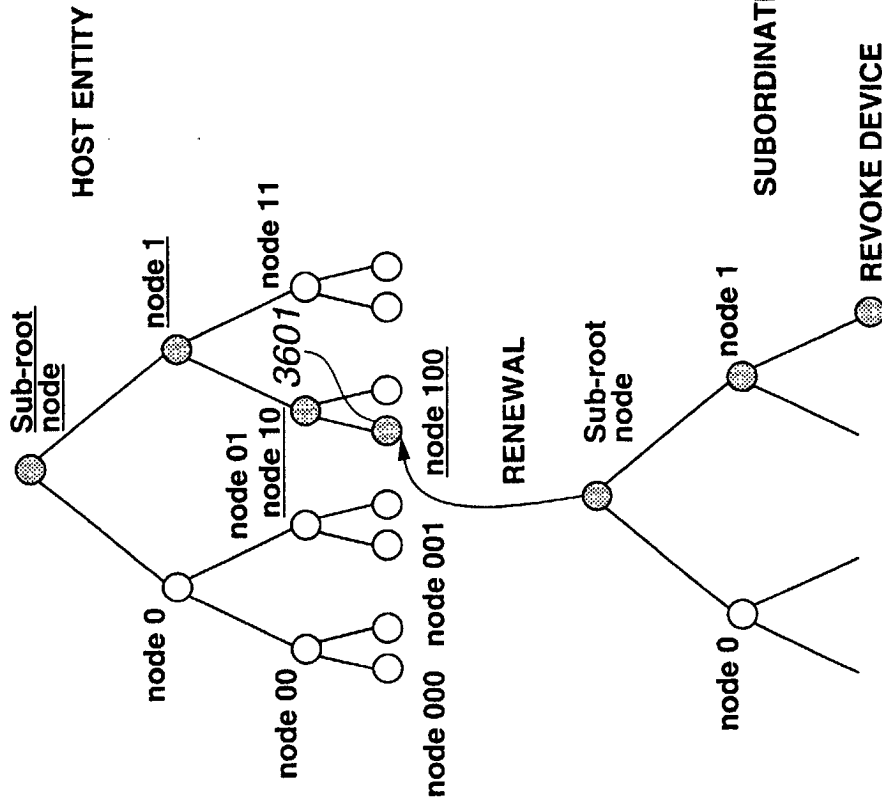 HOST ENTITY
Sub-root
node
node 1
node 11
3601
node 01
node 10
node 0
node 00
node 100
node 001
node 000
RENEWAL
Sub-root
node
node 1
node 0
REVOKE DEVICE